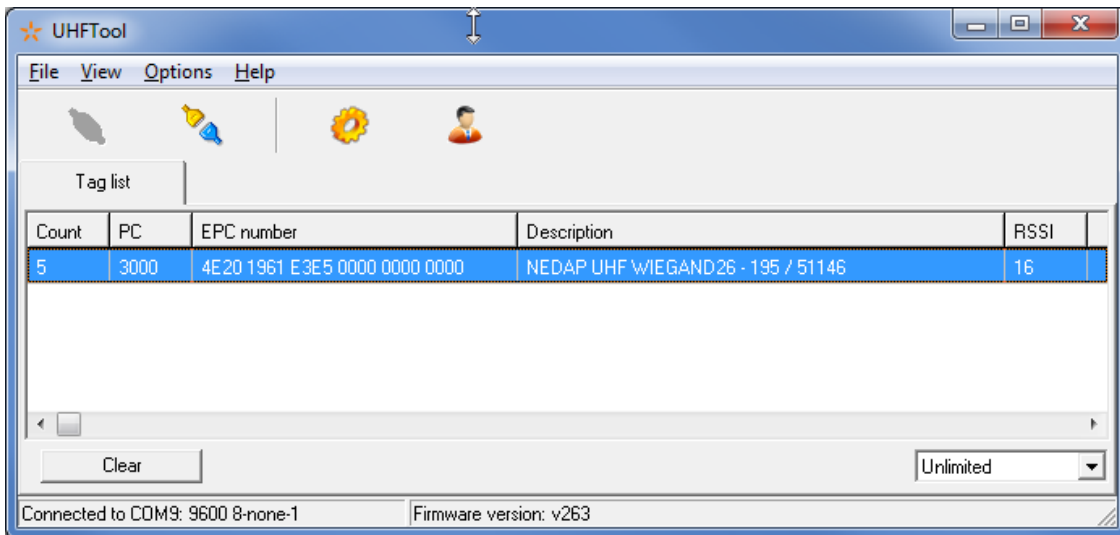 UHFTool
File View Options Help
Tag list
Count PC EPC number Description RSSI
5 3000 4E20 1961 E3E5 0000 0000 0000 NEDAP UHF WIEGAND26 - 195 / 51146 16
Clear Unlimited
Connected to COM9: 9600 8-none-1 Firmware version: v263